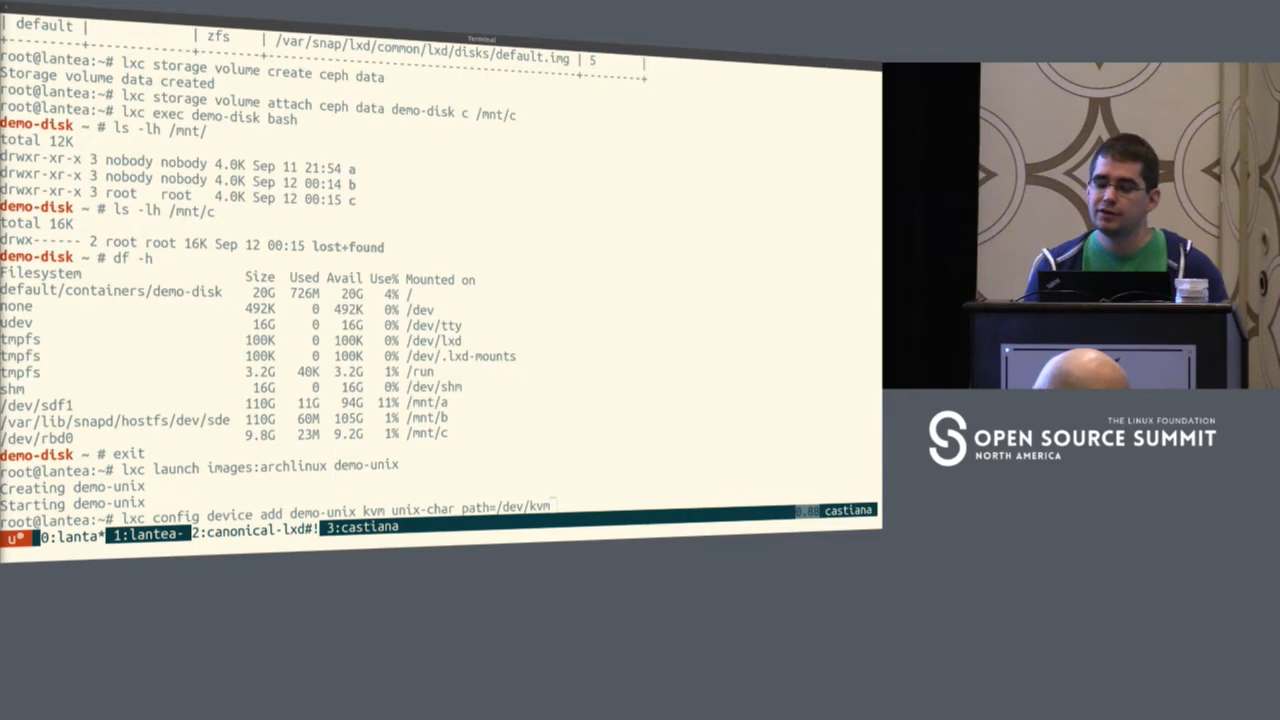 Terminal
| default | | zfs | /var/snap/lxd/common/lxd/disks/default.img | 5 |
root@lantea:~# lxc storage volume create ceph data
Storage volume data created
root@lantea:~# lxc storage volume attach ceph data demo-disk c /mnt/c
root@lantea:~# lxc exec demo-disk bash
demo-disk ~ # ls -lh /mnt/
total 12K
drwxr-xr-x 3 nobody nobody 4.0K Sep 11 21:54 a
drwxr-xr-x 3 nobody nobody 4.0K Sep 12 00:14 b
drwxr-xr-x 3 root root 4.0K Sep 12 00:15 c
demo-disk ~ # ls -lh /mnt/c
total 16K
drwx------ 2 root root 16K Sep 12 00:15 lost+found
demo-disk ~ # df -h
Filesystem Size Used Avail Use% Mounted on
default/containers/demo-disk 20G 726M 20G 4% /
none 492K 0 492K 0% /dev
udev 16G 0 16G 0% /dev/tty
tmpfs 100K 0 100K 0% /dev/lxd
tmpfs 100K 0 100K 0% /dev/.lxd-mounts
tmpfs 3.2G 40K 3.2G 1% /run
shm 16G 0 16G 0% /dev/shm
/dev/sdf1 110G 11G 94G 11% /mnt/a
/var/lib/snapd/hostfs/dev/sde 110G 60M 105G 1% /mnt/b
/dev/rbd0 9.8G 23M 9.2G 1% /mnt/c
demo-disk ~ # exit
root@lantea:~# lxc launch images:archlinux demo-unix
Creating demo-unix
Starting demo-unix
root@lantea:~# lxc config device add demo-unix kvm unix-char path=/dev/kvm
0:lanta* 1:lantea- 2:canonical-lxd#! 3:castiana 0.88 castiana
THE LINUX FOUNDATION
OPEN SOURCE SUMMIT
NORTH AMERICA